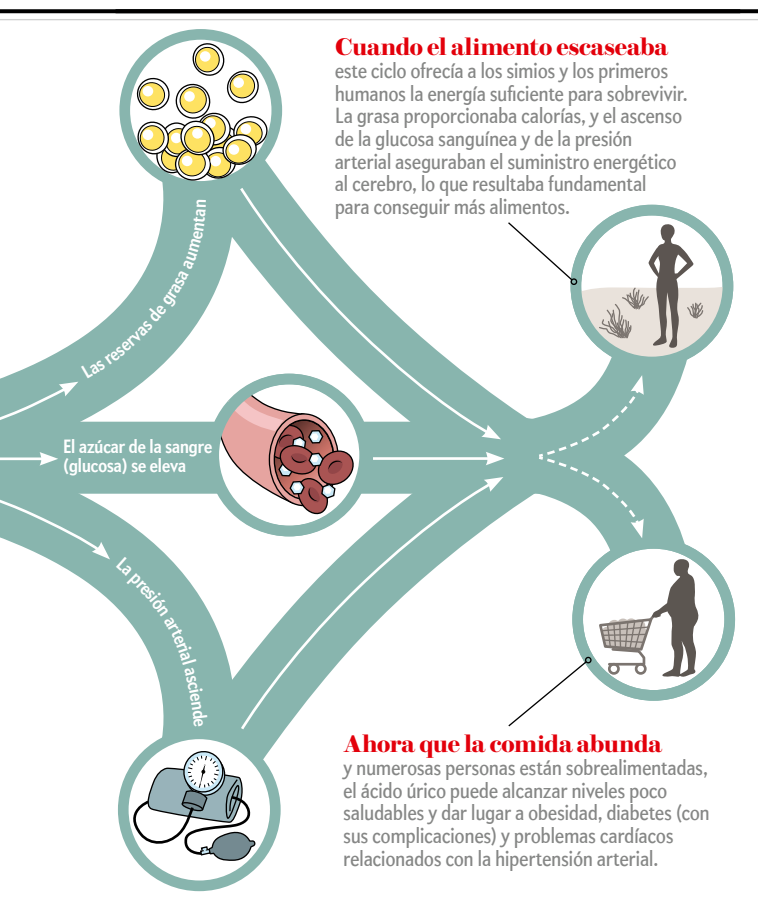 Cuando el alimento escaseaba
este ciclo ofrecía a los simios y los primeros
humanos la energía suficiente para sobrevivir.
La grasa proporcionaba calorías, y el ascenso
de la glucosa sanguínea y de la presión
arterial aseguraban el suministro energético
al cerebro, lo que resultaba fundamental
para conseguir más alimentos.
Las reservas de grasa aumentan
El azúcar de la sangre
(glucosa) se eleva
La presión arterial asciende
Ahora que la comida abunda
y numerosas personas están sobrealimentadas,
el ácido úrico puede alcanzar niveles poco
saludables y dar lugar a obesidad, diabetes (con
sus complicaciones) y problemas cardíacos
relacionados con la hipertensión arterial.